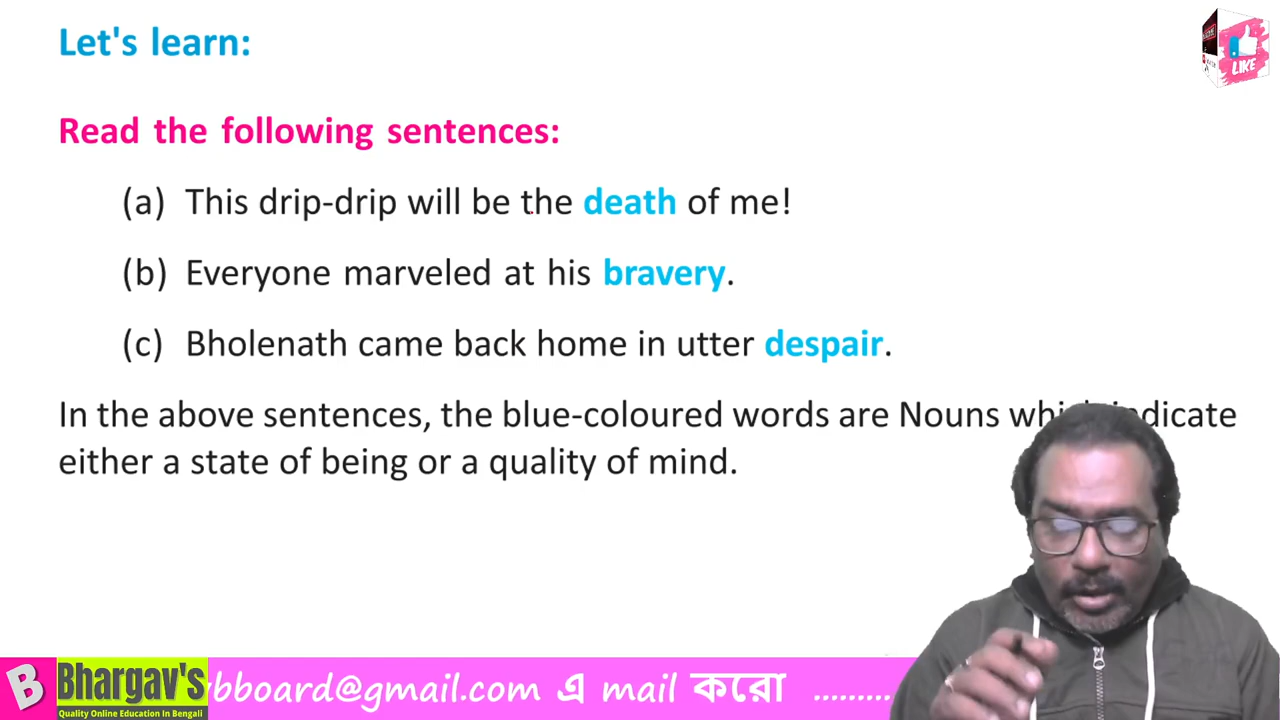 Let's learn:
LIKE
Read the following sentences:
(a) This drip-drip will be the death of me!
(b) Everyone marveled at his bravery.
(c) Bholenath came back home in utter despair.
In the above sentences, the blue-coloured words are Nouns which indicate
either a state of being or a quality of mind.
B Bhargav's
Quality Online Education in Bengali
bboard@gmail.com এ mail করো .........